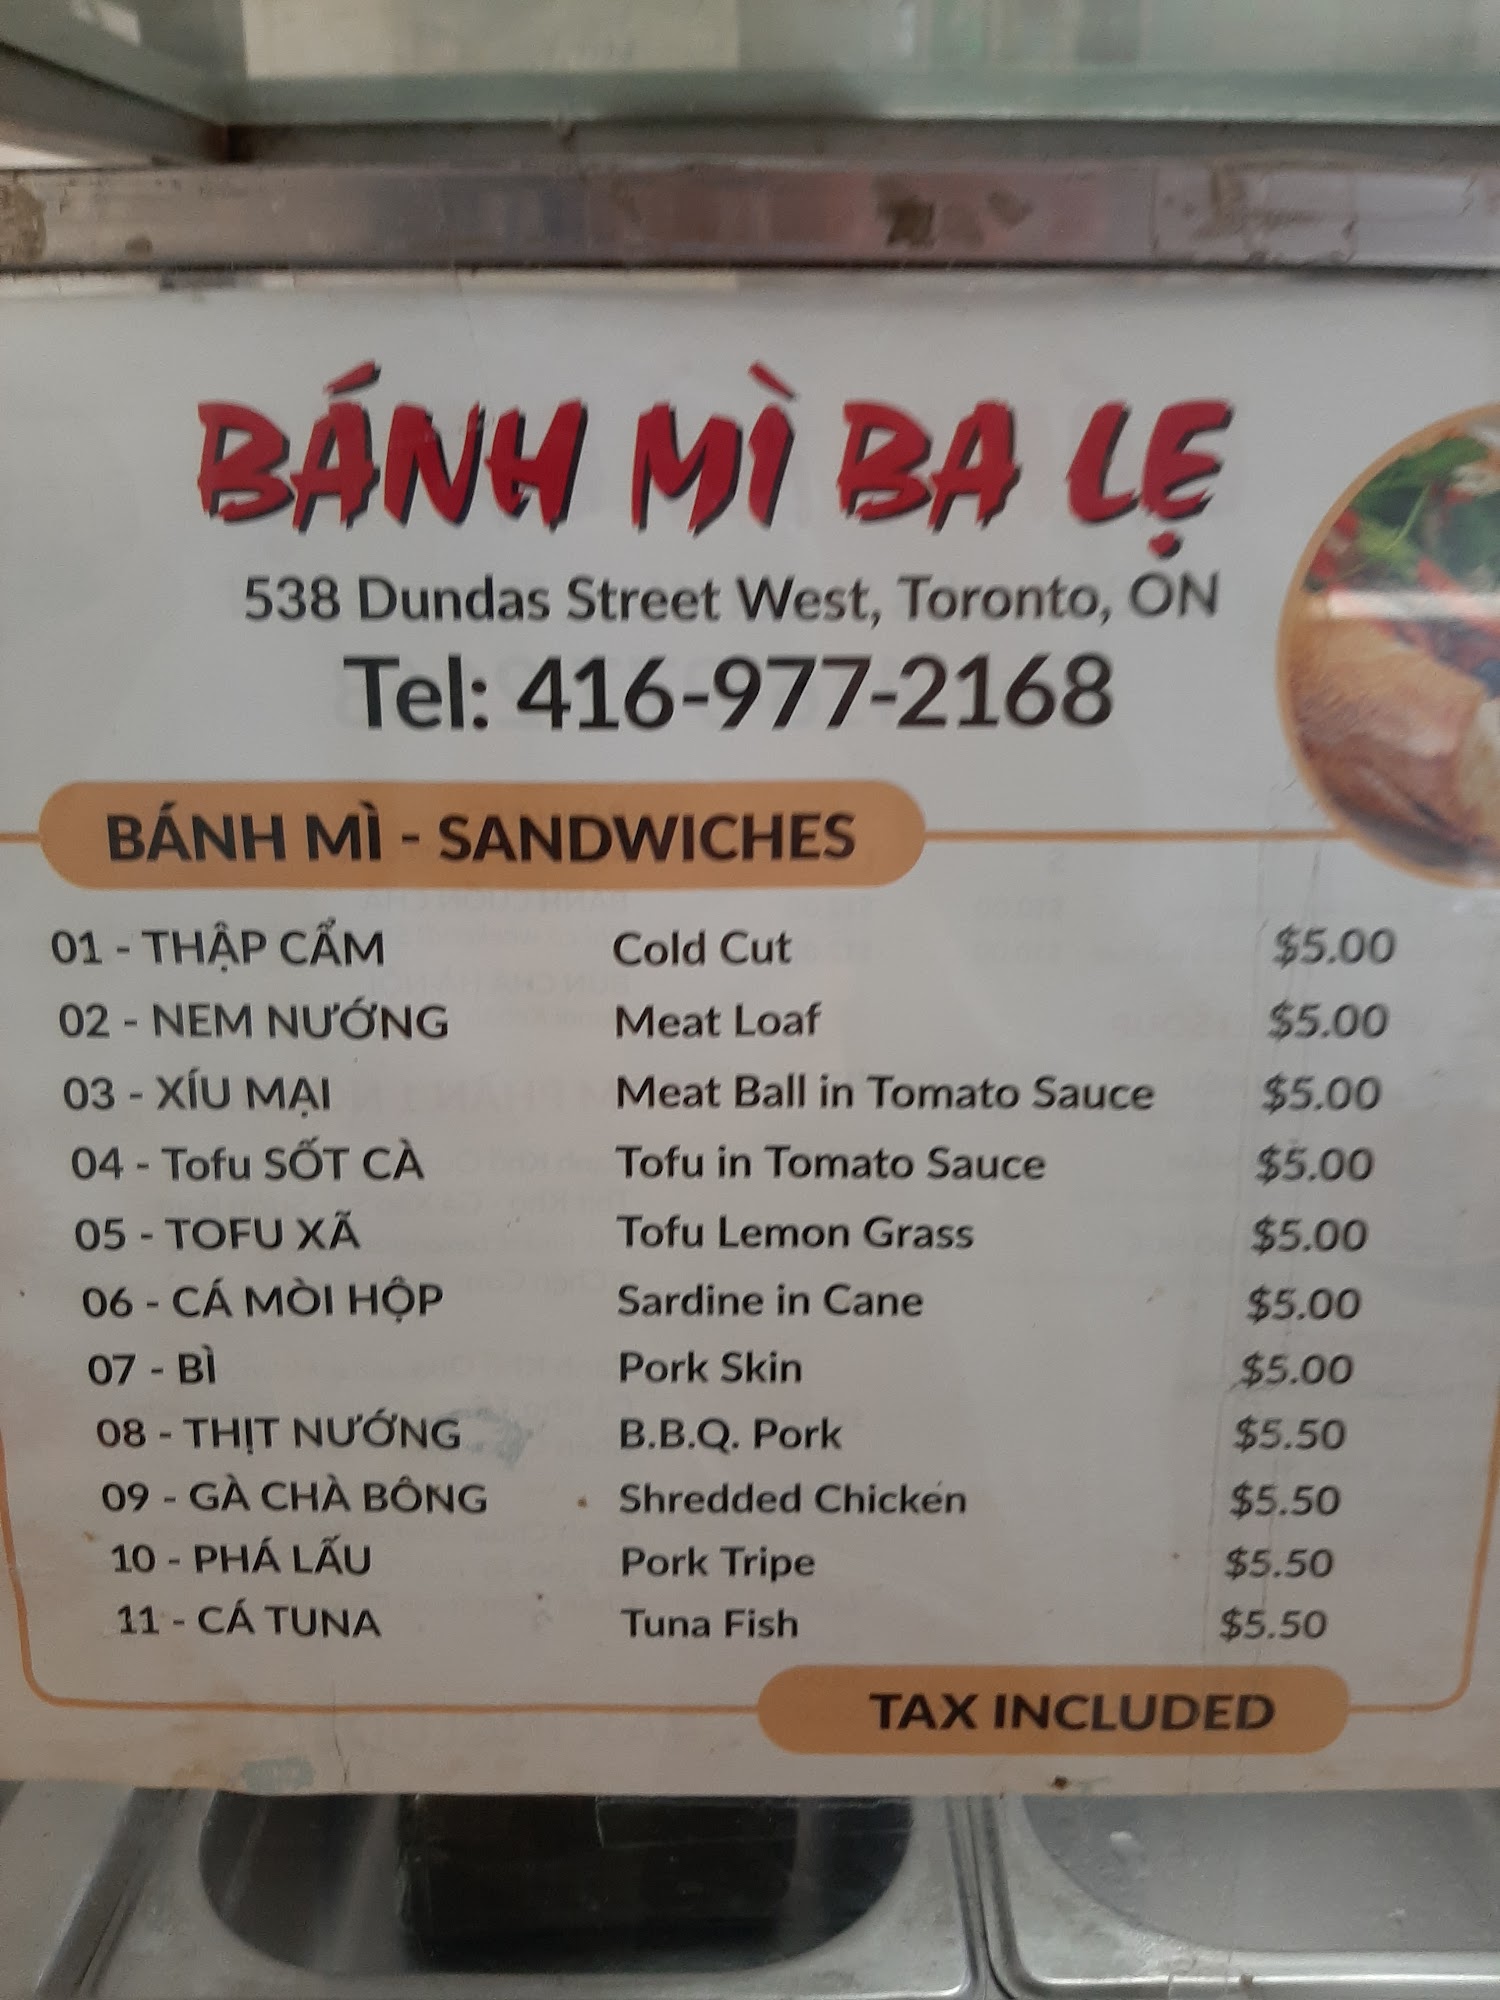 BÁNH MÌ BA LẸ
538 Dundas Street West, Toronto, ON
Tel: 416-977-2168
BÁNH MÌ - SANDWICHES
01 - THẬP CẨM Cold Cut $5.00
02 - NEM NƯỚNG Meat Loaf $5.00
03 - XÍU MẠI Meat Ball in Tomato Sauce $5.00
04 - Tofu SỐT CÀ Tofu in Tomato Sauce $5.00
05 - TOFU XÃ Tofu Lemon Grass $5.00
06 - CÁ MÒI HỘP Sardine in Cane $5.00
07 - BÌ Pork Skin $5.00
08 - THỊT NƯỚNG B.B.Q. Pork $5.50
09 - GÀ CHÀ BÔNG Shredded Chicken $5.50
10 - PHÁ LẤU Pork Tripe $5.50
11 - CÁ TUNA Tuna Fish $5.50
TAX INCLUDED